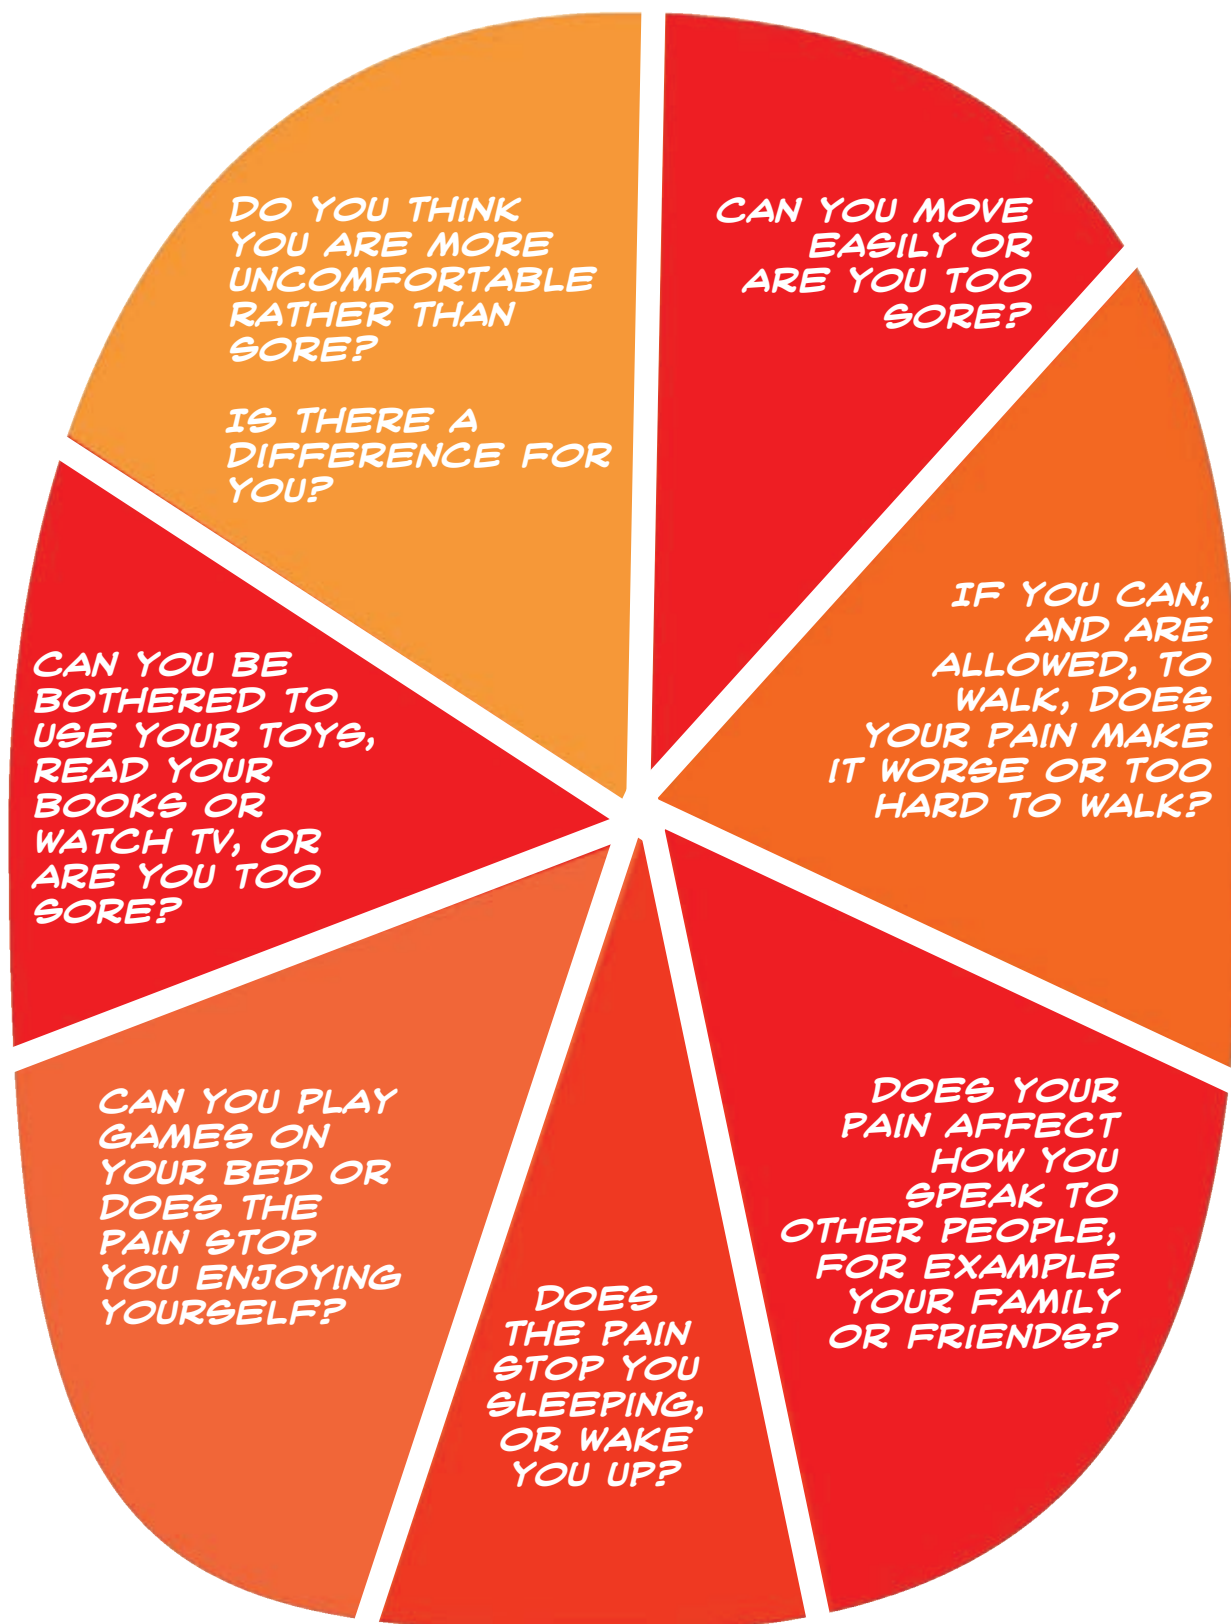 DO YOU THINK
YOU ARE MORE
UNCOMFORTABLE
RATHER THAN
SORE?
IS THERE A
DIFFERENCE FOR
YOU?
CAN YOU MOVE
EASILY OR
ARE YOU TOO
SORE?
IF YOU CAN,
AND ARE
ALLOWED, TO
WALK, DOES
YOUR PAIN MAKE
IT WORSE OR TOO
HARD TO WALK?
DOES YOUR
PAIN AFFECT
HOW YOU
SPEAK TO
OTHER PEOPLE,
FOR EXAMPLE
YOUR FAMILY
OR FRIENDS?
DOES
THE PAIN
STOP YOU
SLEEPING,
OR WAKE
YOU UP?
CAN YOU PLAY
GAMES ON
YOUR BED OR
DOES THE
PAIN STOP
YOU ENJOYING
YOURSELF?
CAN YOU BE
BOTHERED TO
USE YOUR TOYS,
READ YOUR
BOOKS OR
WATCH TV, OR
ARE YOU TOO
SORE?